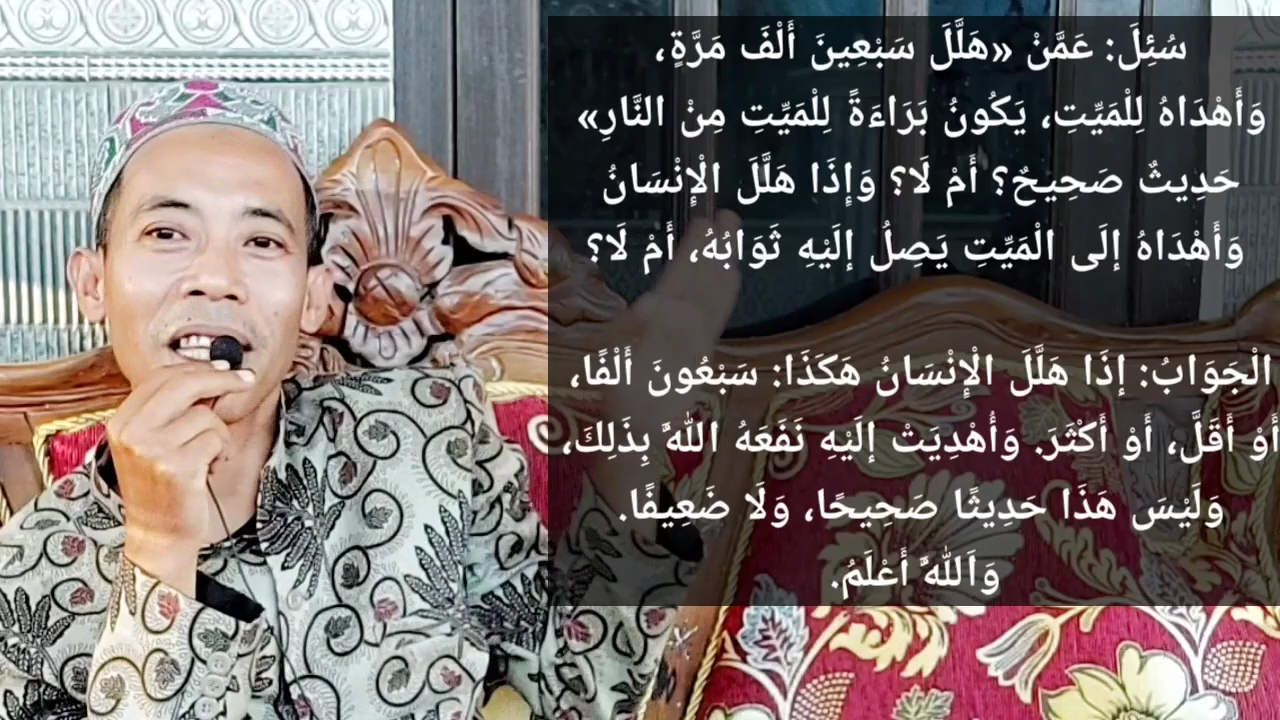 سُئِلَ: عَمَّنْ «هَلَّلَ سَبْعِينَ أَلْفَ مَرَّةٍ،
وَأَهْدَاهُ لِلْمَيِّتِ، يَكُونُ بَرَاءَةً لِلْمَيِّتِ مِنْ النَّارِ»
حَدِيثٌ صَحِيحٌ؟ أَمْ لَا؟ وَإِذَا هَلَّلَ الْإِنْسَانُ
وَأَهْدَاهُ إلَى الْمَيِّتِ يَصِلُ إلَيْهِ ثَوَابُهُ، أَمْ لَا؟
الْجَوَابُ: إذَا هَلَّلَ الْإِنْسَانُ هَكَذَا: سَبْعُونَ أَلْفًا،
أَوْ أَقَلَّ، أَوْ أَكْثَرَ. وَأُهْدِيَتْ إلَيْهِ نَفَعَهُ اللَّهُ بِذَلِكَ،
وَلَيْسَ هَذَا حَدِيثًا صَحِيحًا، وَلَا ضَعِيفًا.
وَاَللَّهُ أَعْلَمُ.